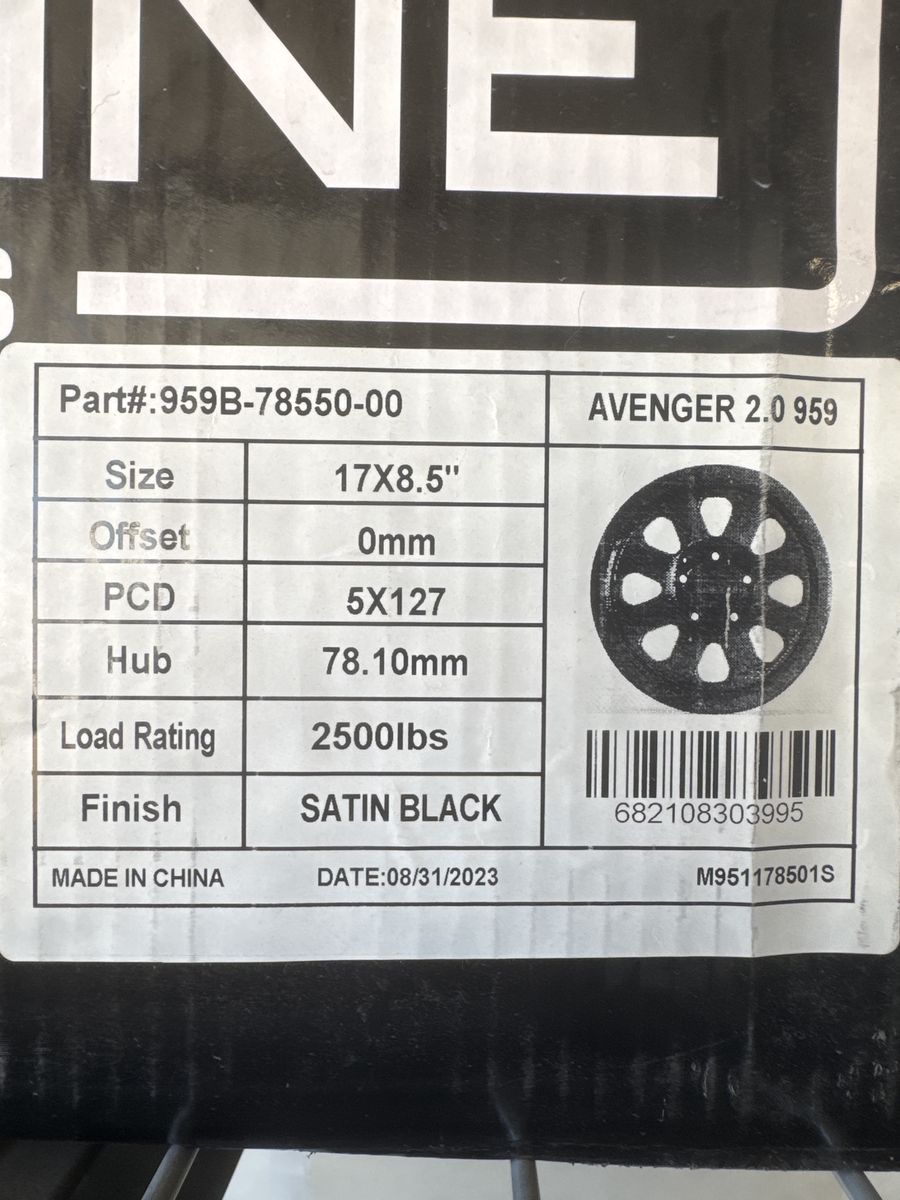 INE
S
Part#:959B-78550-00
AVENGER 2.0 959
Size 17X8.5"
Offset 0mm
PCD 5X127
Hub 78.10mm
Load Rating 2500lbs
Finish SATIN BLACK
682108303995
MADE IN CHINA DATE:08/31/2023 M951178501S